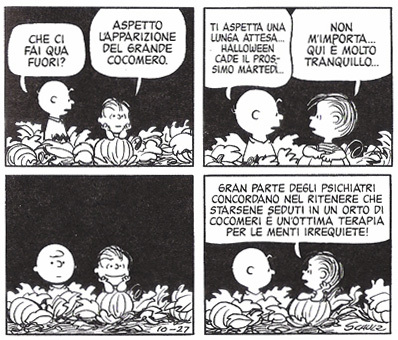 CHE CI
FAI QUA
FUORI?
ASPETTO
L'APPARIZIONE
DEL GRANDE
COCOMERO.
TI ASPETTA UNA
LUNGA ATTESA...
HALLOWEEN
CADE IL PROS-
SIMO MARTEDÌ...
NON
M'IMPORTA...
QUI È MOLTO
TRANQUILLO...
10-27
GRAN PARTE DEGLI PSICHIATRI
CONCORDANO NEL RITENERE CHE
STARSENE SEDUTI IN UN ORTO DI
COCOMERI È UN'OTTIMA TERAPIA
PER LE MENTI IRREQUIETE!
SCHULZ